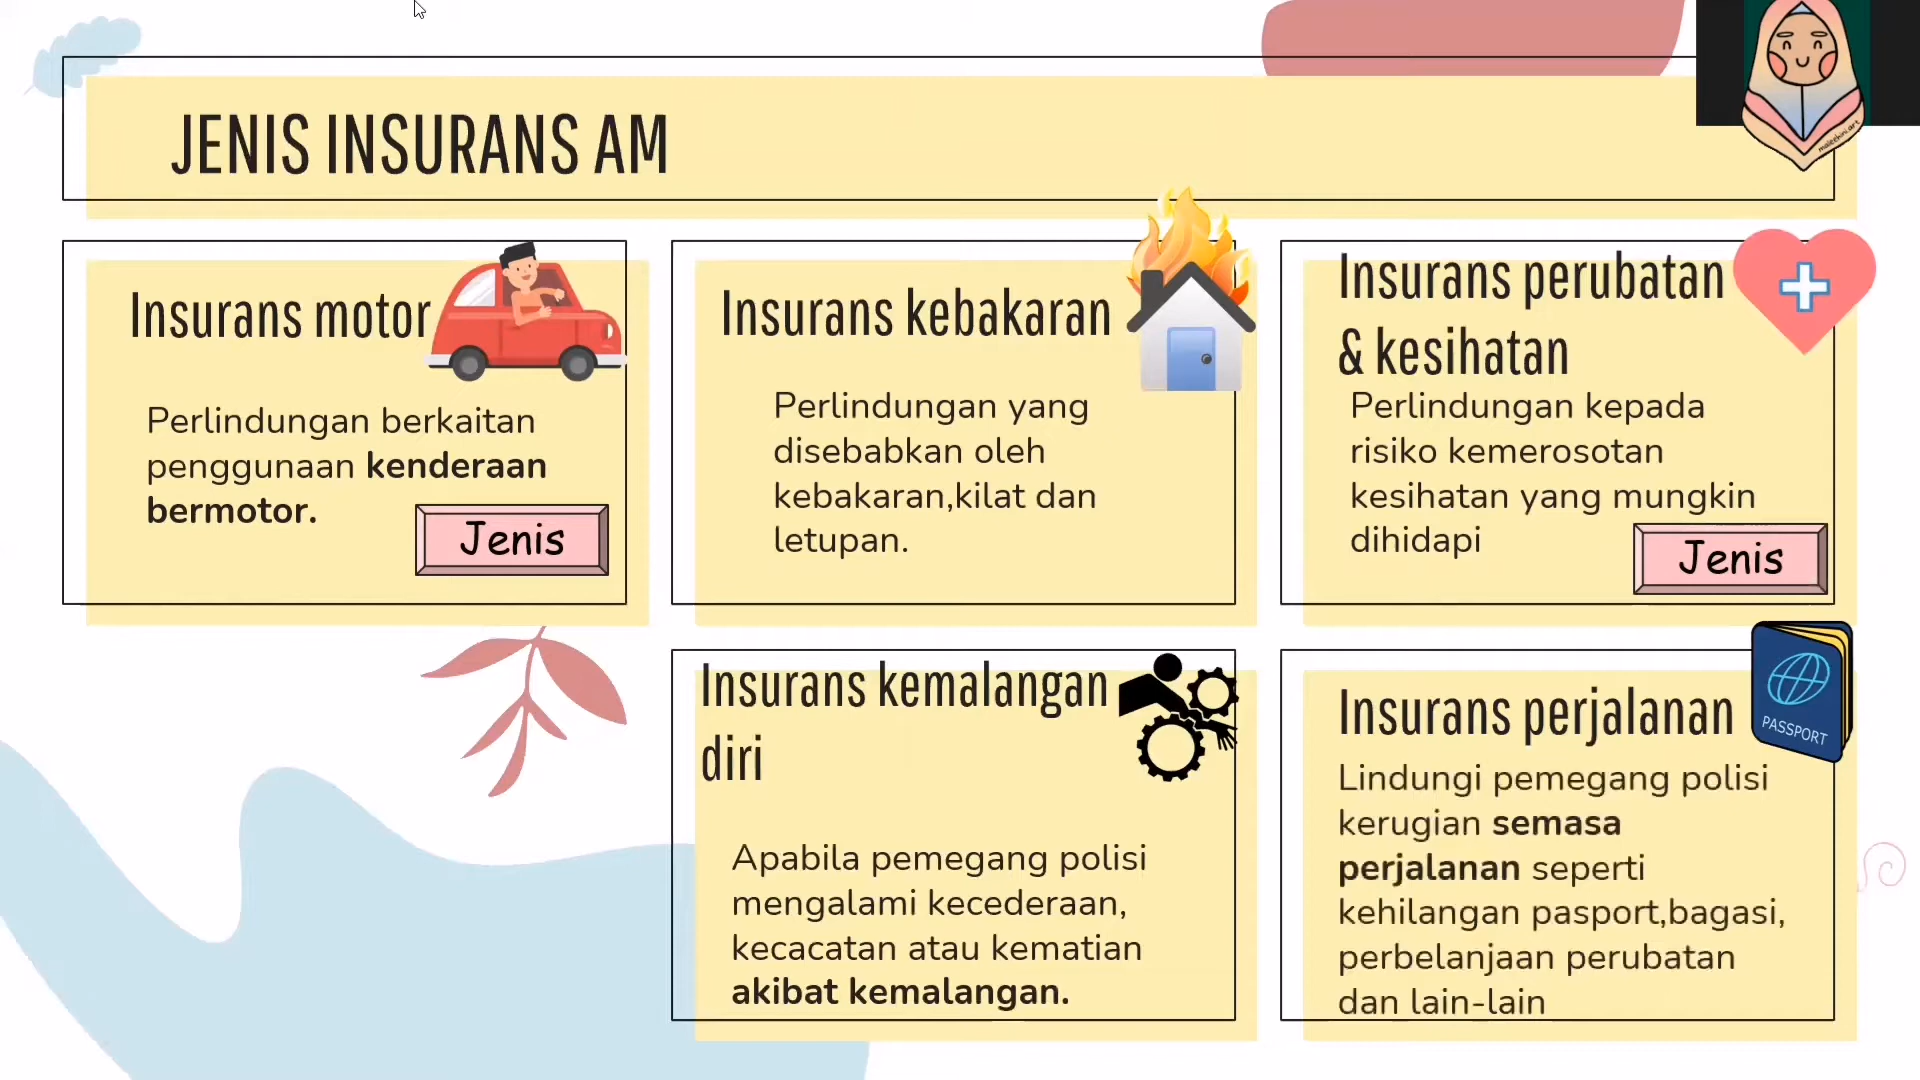 JENIS INSURANS AM
Insurans motor
Perlindungan berkaitan
penggunaan kenderaan
bermotor.
Jenis
Insurans kebakaran
Perlindungan yang
disebabkan oleh
kebakaran,kilat dan
letupan.
Insurans perubatan
& kesihatan
Perlindungan kepada
risiko kemerosotan
kesihatan yang mungkin
dihidapi
Jenis
Insurans kemalangan
diri
Apabila pemegang polisi
mengalami kecederaan,
kecacatan atau kematian
akibat kemalangan.
Insurans perjalanan
PASSPORT
Lindungi pemegang polisi
kerugian semasa
perjalanan seperti
kehilangan pasport,bagasi,
perbelanjaan perubatan
dan lain-lain